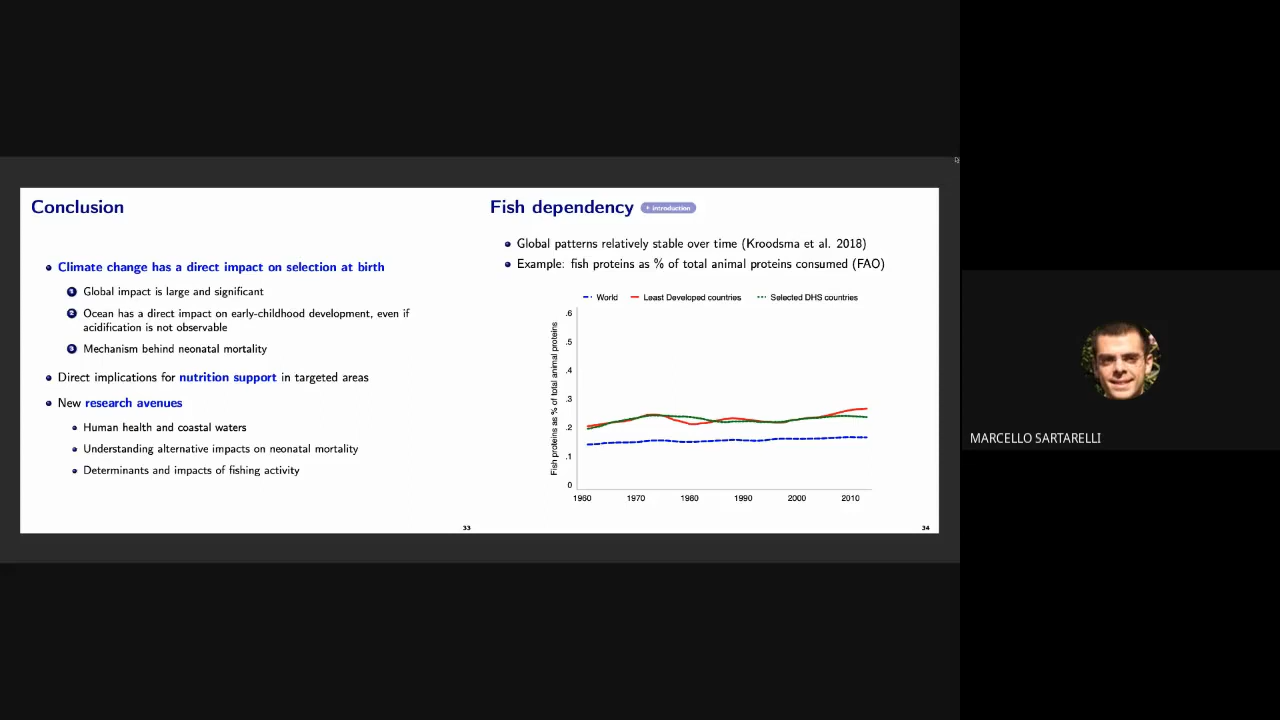 Conclusion
Climate change has a direct impact on selection at birth
1 Global impact is large and significant
2 Ocean has a direct impact on early-childhood development, even if
acidification is not observable
3 Mechanism behind neonatal mortality
Direct implications for nutrition support in targeted areas
New research avenues
Human health and coastal waters
Understanding alternative impacts on neonatal mortality
Determinants and impacts of fishing activity
33
Fish dependency
introduction
Global patterns relatively stable over time (Kroodsma et al. 2018)
Example: fish proteins as % of total animal proteins consumed (FAO)
World Least Developed countries Selected DHS countries
Fish proteins as % of total animal proteins
.6
.5
.4
.3
.2
.1
0
1960 1970 1980 1990 2000 2010
34
MARCELLO SARTARELLI